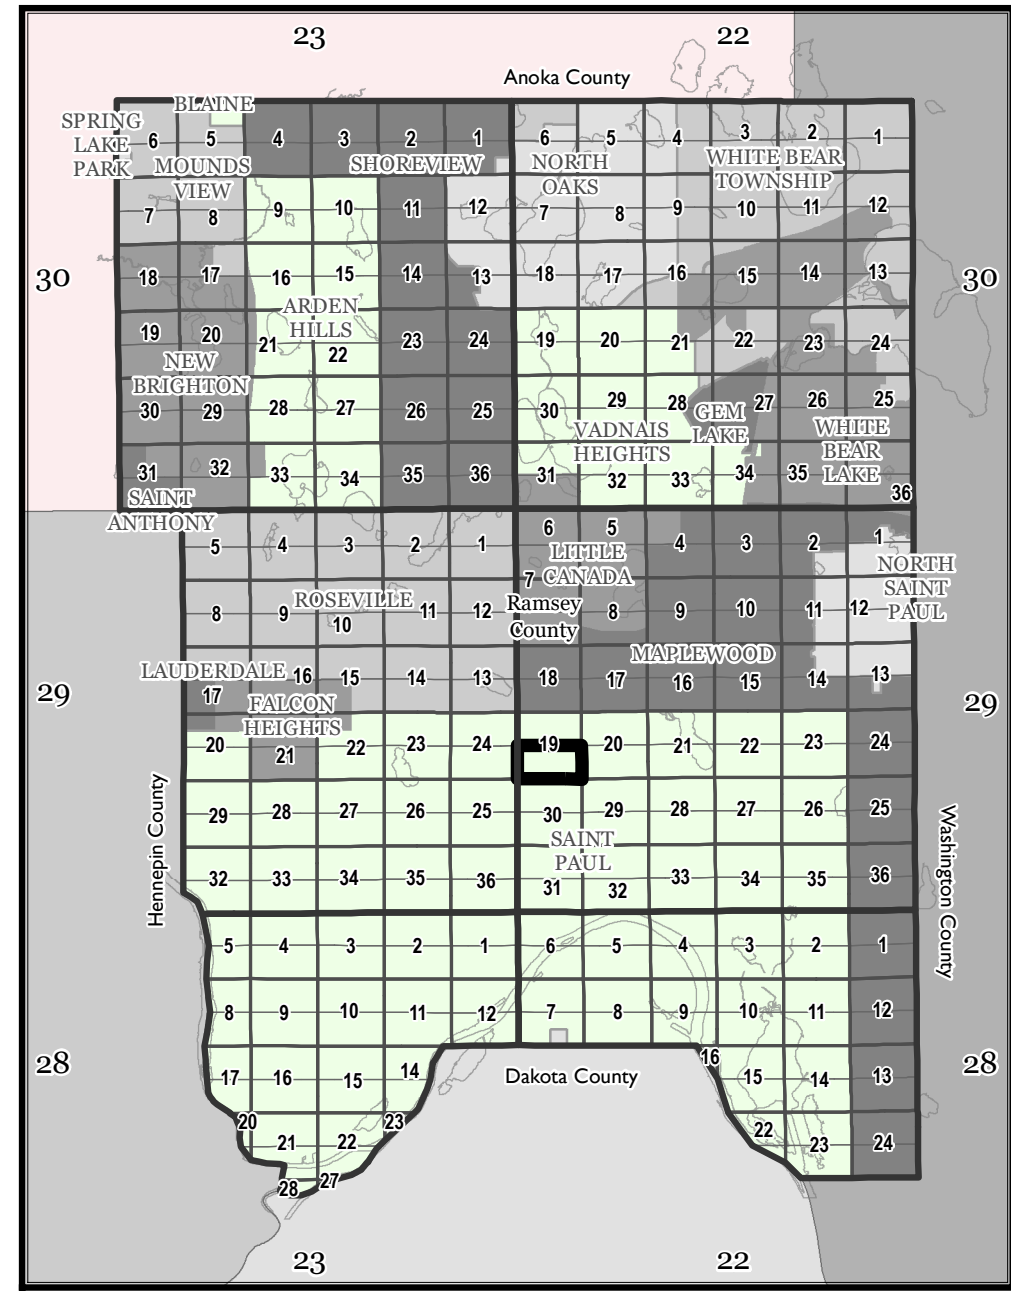 23 22
Anoka County
BLAINE
SPRING
LAKE
PARK
6 5 4 3 2 1 6 5 4 3 2 1
MOUNDS
VIEW
SHOREVIEW
NORTH
OAKS
WHITE BEAR
TOWNSHIP
7 8 9 10 11 12 7 8 9 10 11 12
30 18 17 16 15 14 13 18 17 16 15 14 13 30
ARDEN
HILLS
19 20 21 22 23 24 19 20 21 22 23 24
NEW
BRIGHTON
30 29 28 27 26 25 30 29 28 27 26 25
VADNAIS
HEIGHTS
GEM
LAKE
WHITE
BEAR
LAKE
31 32 33 34 35 36 31 32 33 34 35 36
SAINT
ANTHONY
5 4 3 2 1 6 5 4 3 2 1
LITTLE
CANADA
NORTH
SAINT
PAUL
ROSEVILLE
Ramsey
County
8 9 10 11 12 7 8 9 10 11 12
LAUDERDALE
MAPLEWOOD
29 17 16 15 14 13 18 17 16 15 14 13 29
FALCON
HEIGHTS
20 21 22 23 24 19 20 21 22 23 24
Hennepin County
Washington County
29 28 27 26 25 30 29 28 27 26 25
SAINT
PAUL
32 33 34 35 36 31 32 33 34 35 36
5 4 3 2 1 6 5 4 3 2 1
8 9 10 11 12 7 8 9 10 11 12
28 17 16 15 14 16 15 14 13 28
Dakota County
20 21 22 23 22 23 24
28 27
23 22